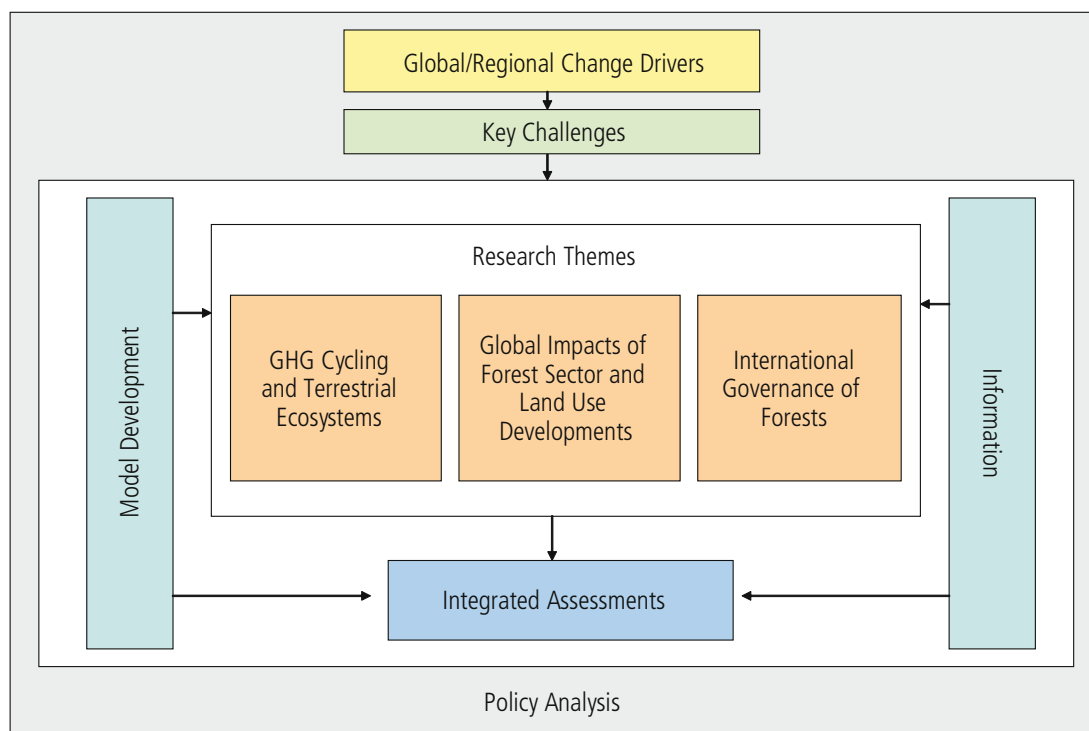 Global/Regional Change Drivers
Key Challenges
Model Development
Research Themes
GHG Cycling
and Terrestrial
Ecosystems
Global Impacts of
Forest Sector and
Land Use
Developments
International
Governance of
Forests
Information
Integrated Assessments
Policy Analysis